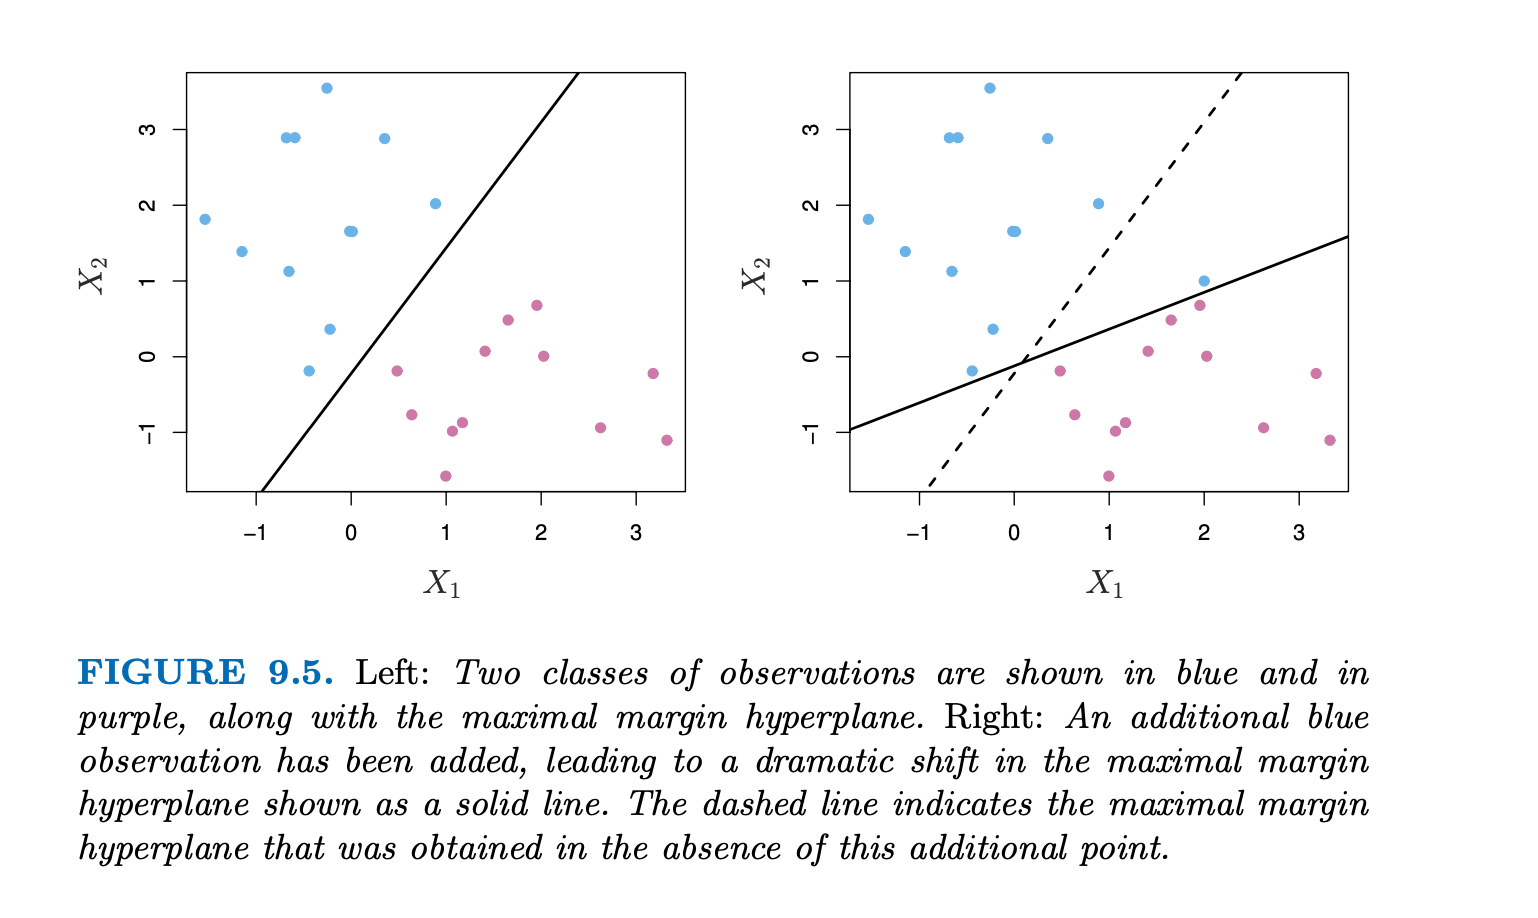 3
2
1
0
−1
X2
−1
0
1
2
3
X1
3
2
1
0
−1
X2
−1
0
1
2
3
X1
FIGURE 9.5. Left: Two classes of observations are shown in blue and in
purple, along with the maximal margin hyperplane. Right: An additional blue
observation has been added, leading to a dramatic shift in the maximal margin
hyperplane shown as a solid line. The dashed line indicates the maximal margin
hyperplane that was obtained in the absence of this additional point.